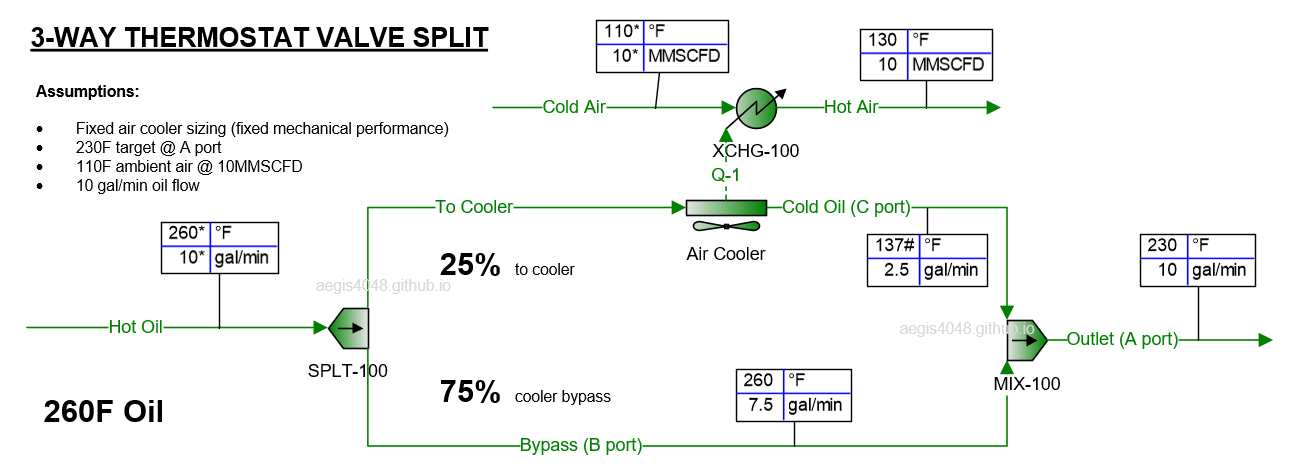 3-WAY THERMOSTAT VALVE SPLIT
Assumptions:
• Fixed air cooler sizing (fixed mechanical performance)
• 230F target @ A port
• 110F ambient air @ 10MMSCFD
• 10 gal/min oil flow
110* °F
10* MMSCFD
130 °F
10 MMSCFD
Cold Air
Hot Air
XCHG-100
Q-1
To Cooler
Cold Oil (C port)
Air Cooler
260* °F
10* gal/min
137# °F
2.5 gal/min
230 °F
10 gal/min
25% to cooler
aegis4048.github.io
Hot Oil
aegis4048.github.io
Outlet (A port)
SPLT-100
MIX-100
75% cooler bypass
260 °F
7.5 gal/min
260F Oil
Bypass (B port)